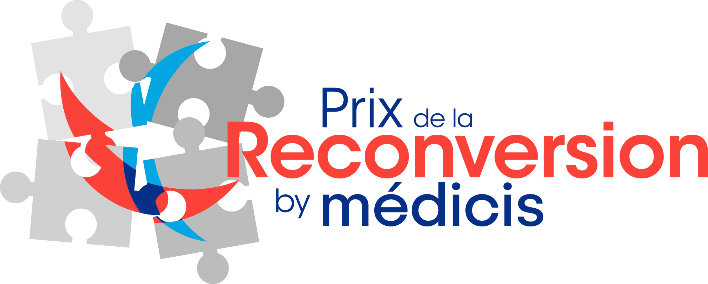 Prix de la
Reconversion
by médicis